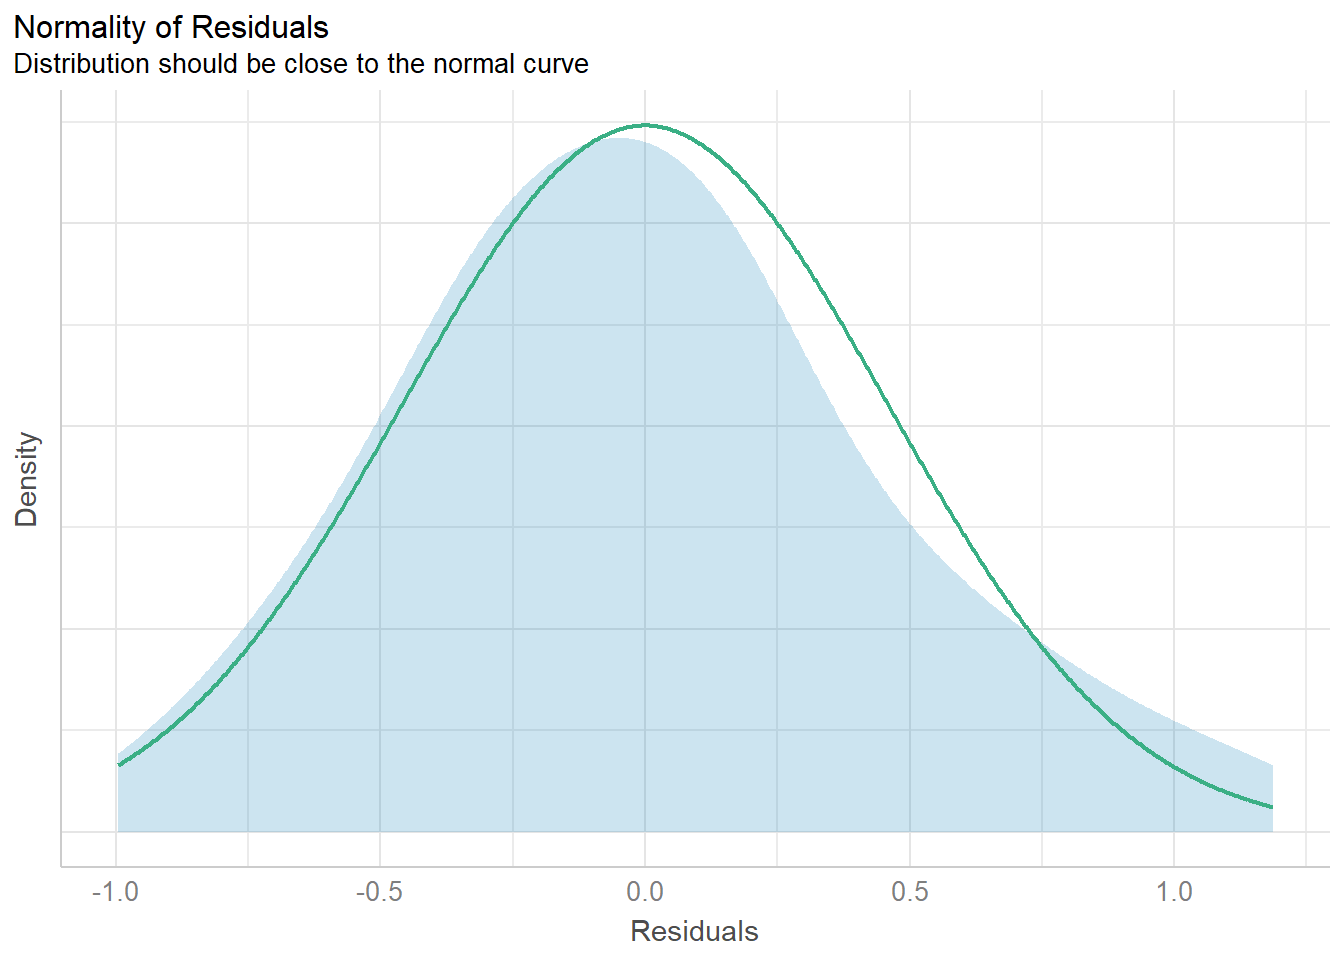 Normality of Residuals
Distribution should be close to the normal curve
Density
-1.0
-0.5
0.0
0.5
1.0
Residuals